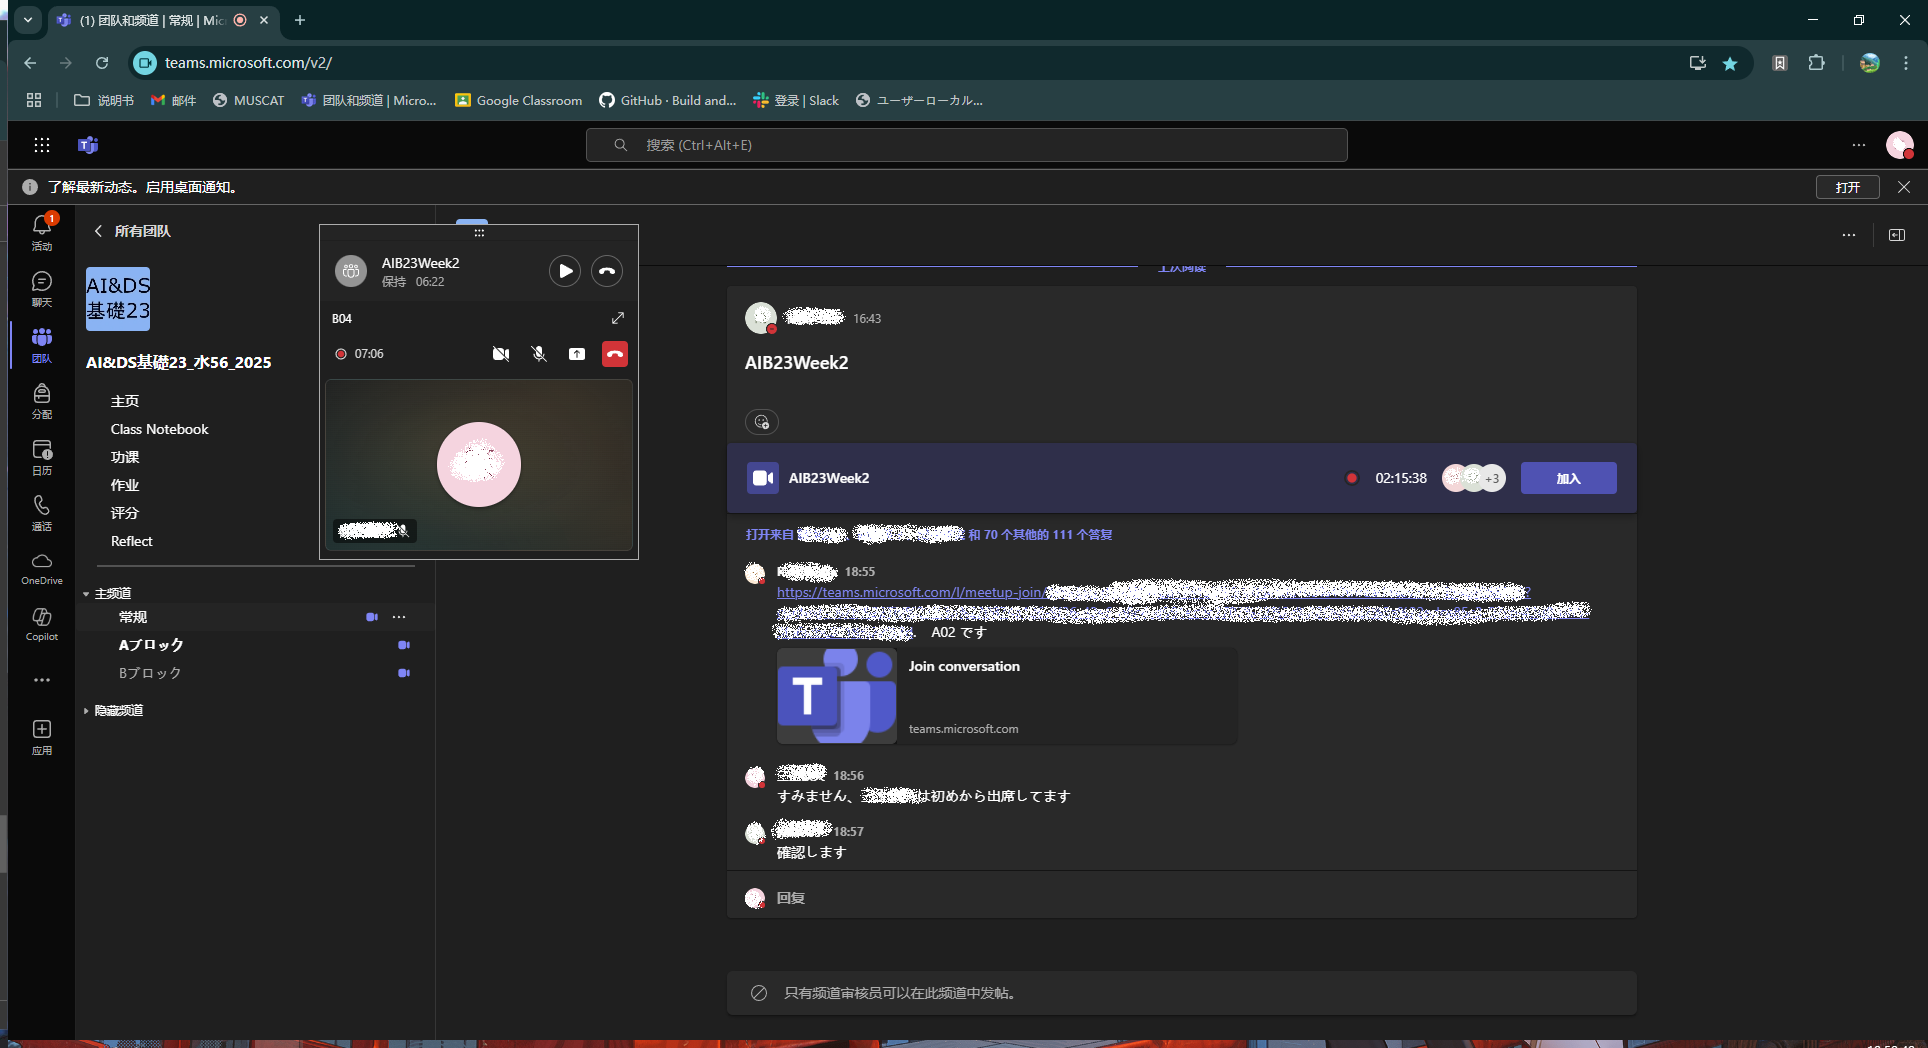 (1) 团队和频道 | 常规 | Mic
teams.microsoft.com/v2/
说明书
邮件
MUSCAT
团队和频道 | Micro...
Google Classroom
GitHub · Build and...
登录 | Slack
ユーザーローカル...
搜索 (Ctrl+Alt+E)
了解最新动态。启用桌面通知。
打开
1
活动
聊天
团队
分配
日历
通话
OneDrive
Copilot
应用
所有团队
AI&DS
基礎23
AI&DS基礎23_水56_2025
主页
Class Notebook
功课
作业
评分
Reflect
主频道
常规
Aブロック
Bブロック
隐藏频道
AIB23Week2
保持 06:22
B04
07:06
上次阅读
16:43
AIB23Week2
AIB23Week2
02:15:38
+3
加入
打开来自
和 70 个其他的 111 个答复
18:55
https://teams.microsoft.com/l/meetup-join/
A02 です
T
Join conversation
teams.microsoft.com
18:56
すみません、
は初めから出席してます
18:57
確認します
回复
只有频道审核员可以在此频道中发帖。